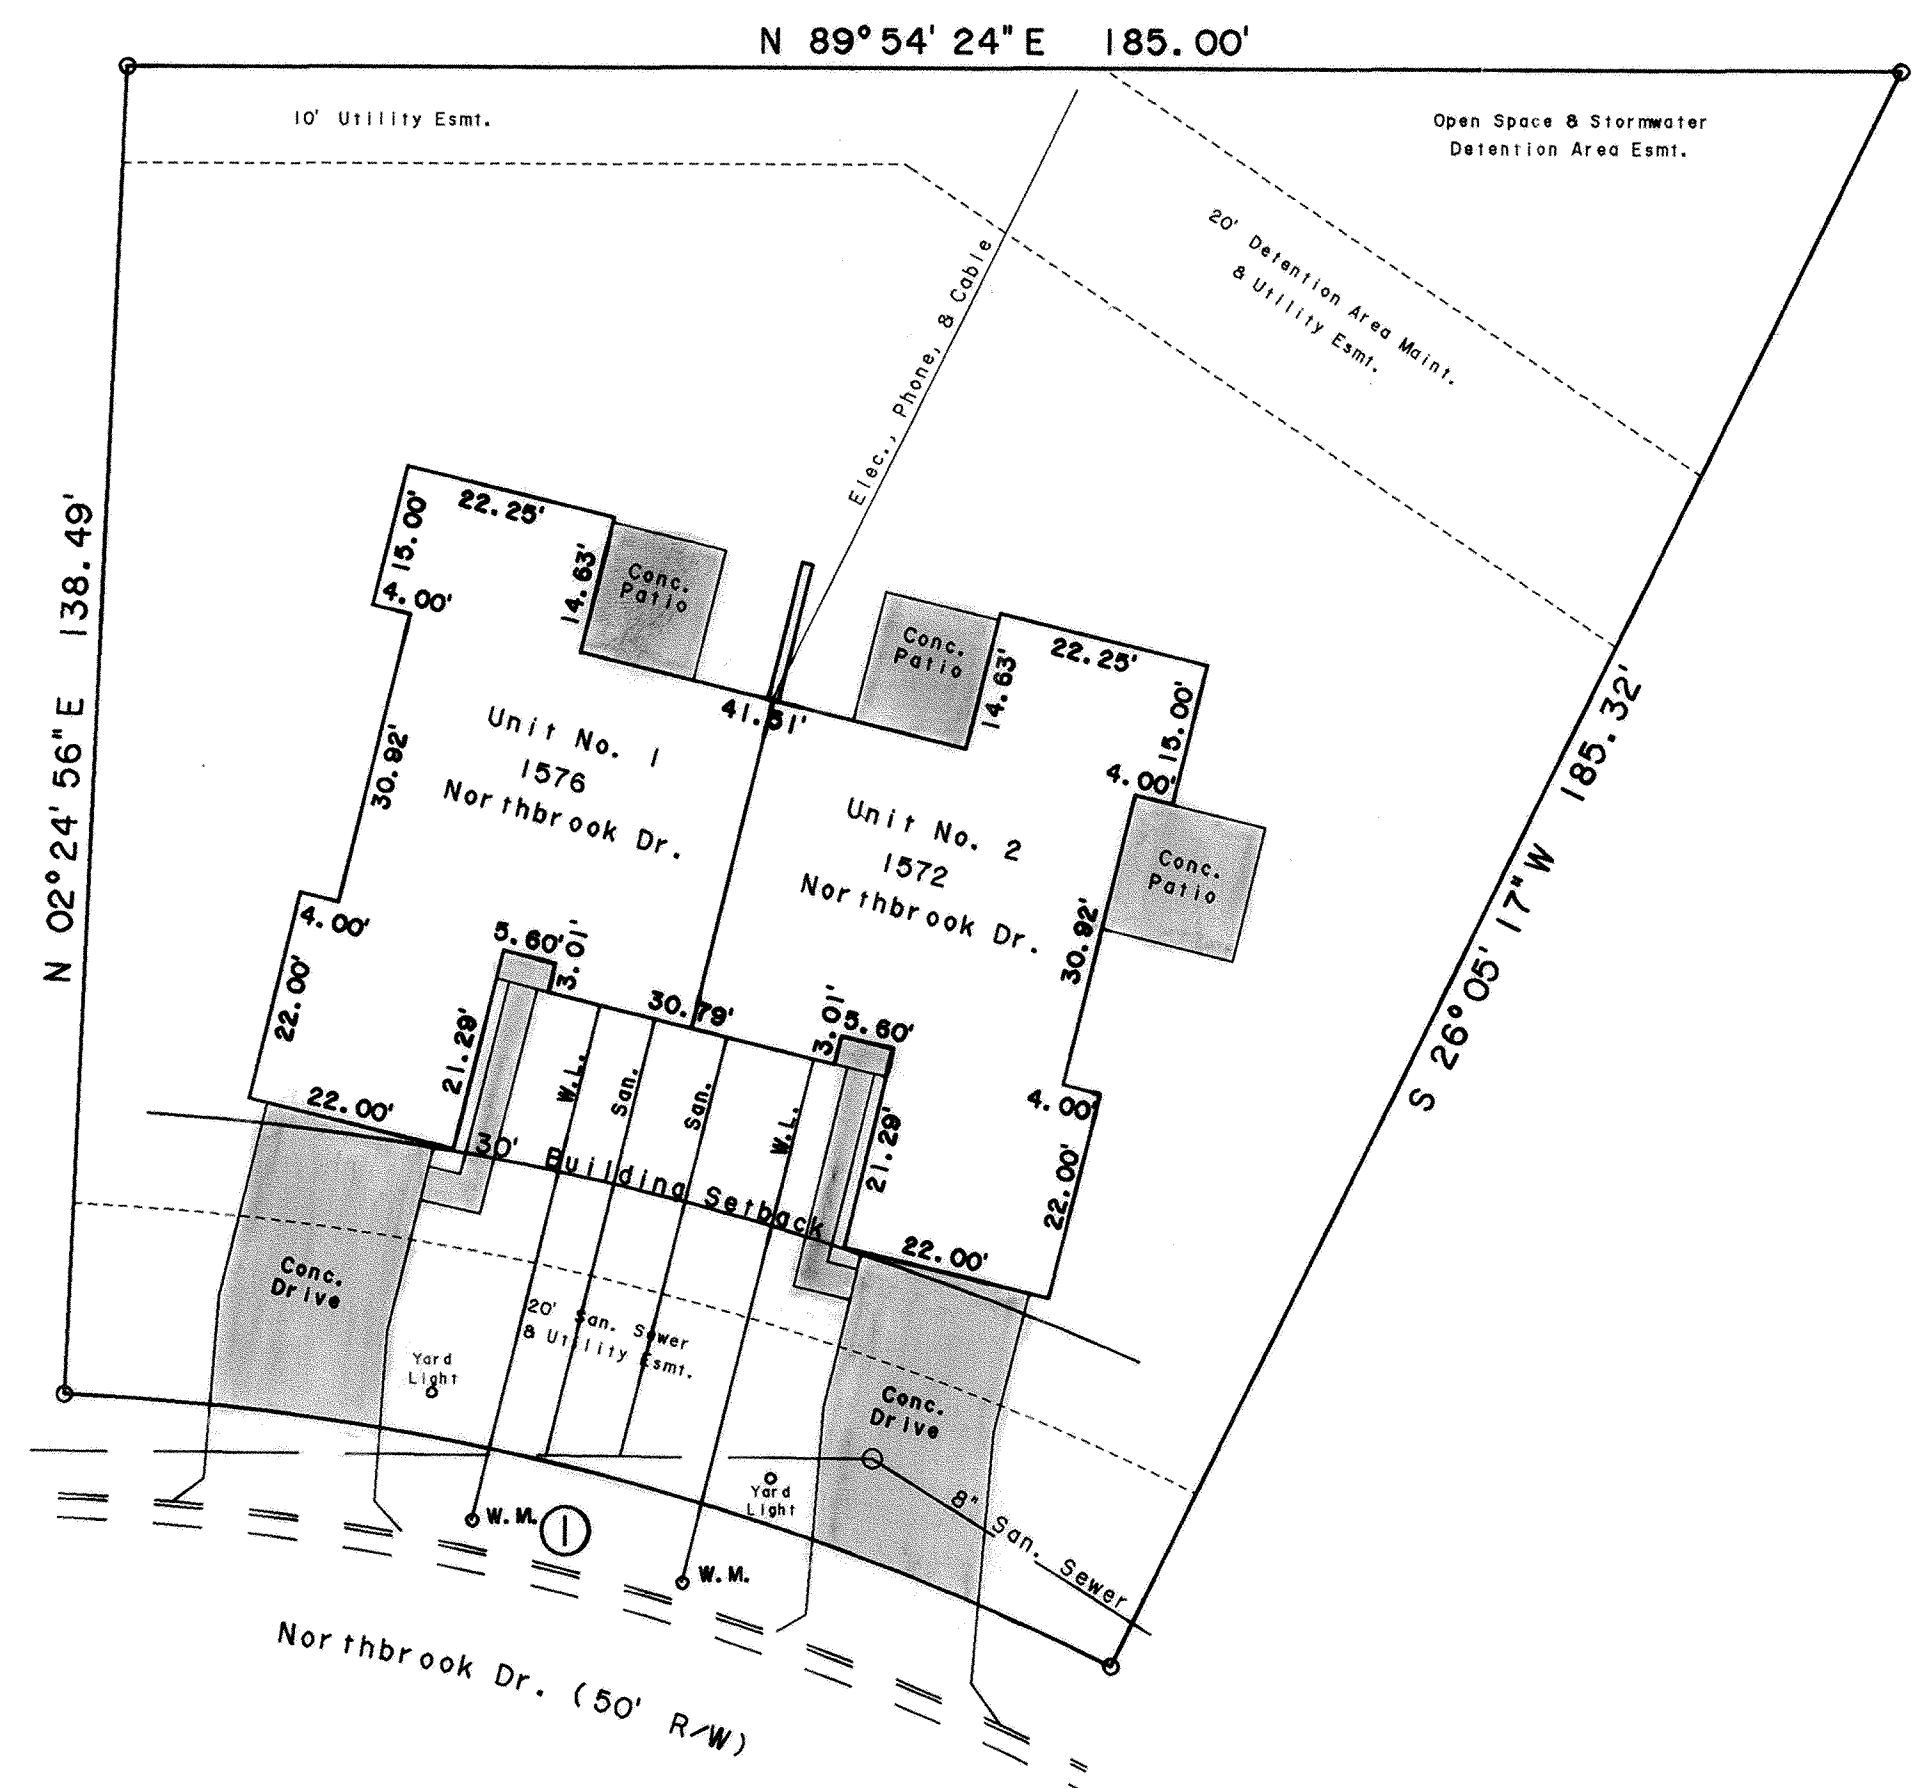 N 89°54'24"E 185.00'
10' Utility Esmt.
Open Space & Stormwater
Detention Area Esmt.
20' Detention Area Maint.
& Utility Esmt.
Elec., Phone, & Cable
N 02°24'56"E 138.49'
S 26°05'17"W 185.32'
22.25'
15.00'
4.00'
14.63'
Conc.
Patio
30.92'
41.51'
Conc.
Patio
14.63'
22.25'
15.00'
4.00'
Unit No. 1
1576
Northbrook Dr.
Unit No. 2
1572
Northbrook Dr.
Conc.
Patio
30.92'
4.00'
22.00'
5.60'
3.01'
30.79'
3.01'
5.60'
21.29'
22.00'
W.L.
San.
San.
W.L.
21.29'
4.00'
22.00'
22.00'
30' Building Setback
Conc.
Drive
20' San. Sewer
& Utility Esmt.
Yard
Light
Conc.
Drive
Yard
Light
8" San. Sewer
W.M.
1
W.M.
Northbrook Dr. (50' R/W)